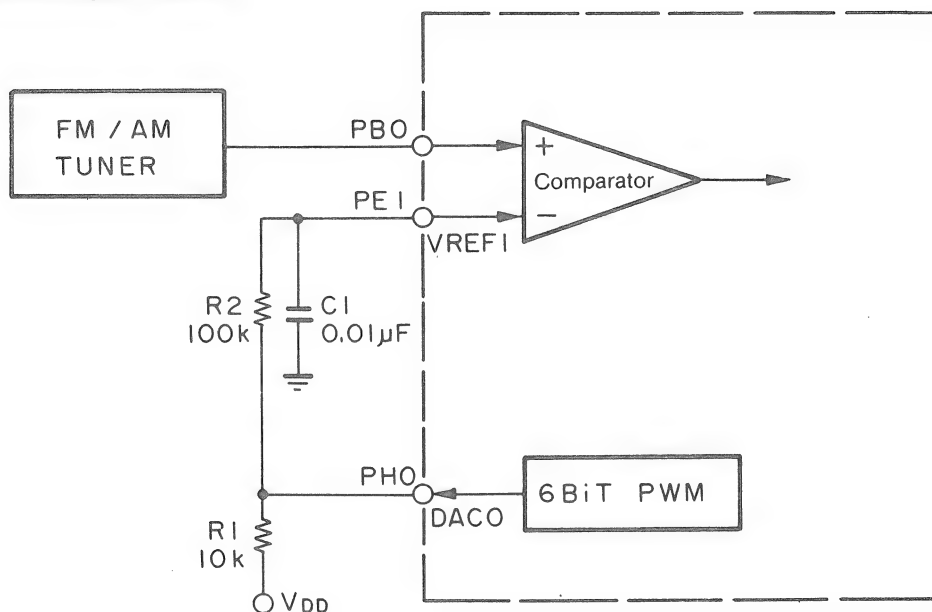 FM / AM
TUNER
PB0
+
Comparator
PE1
−
VREF1
R2
100k
C1
0.01μF
PH0
6BiT PWM
DAC0
R1
10k
VDD